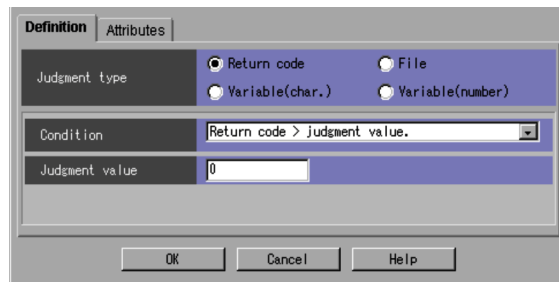 Definition Attributes
Judgment type
Return code File
Variable(char.) Variable(number)
Condition Return code > judgment value.
Judgment value 0
OK Cancel Help